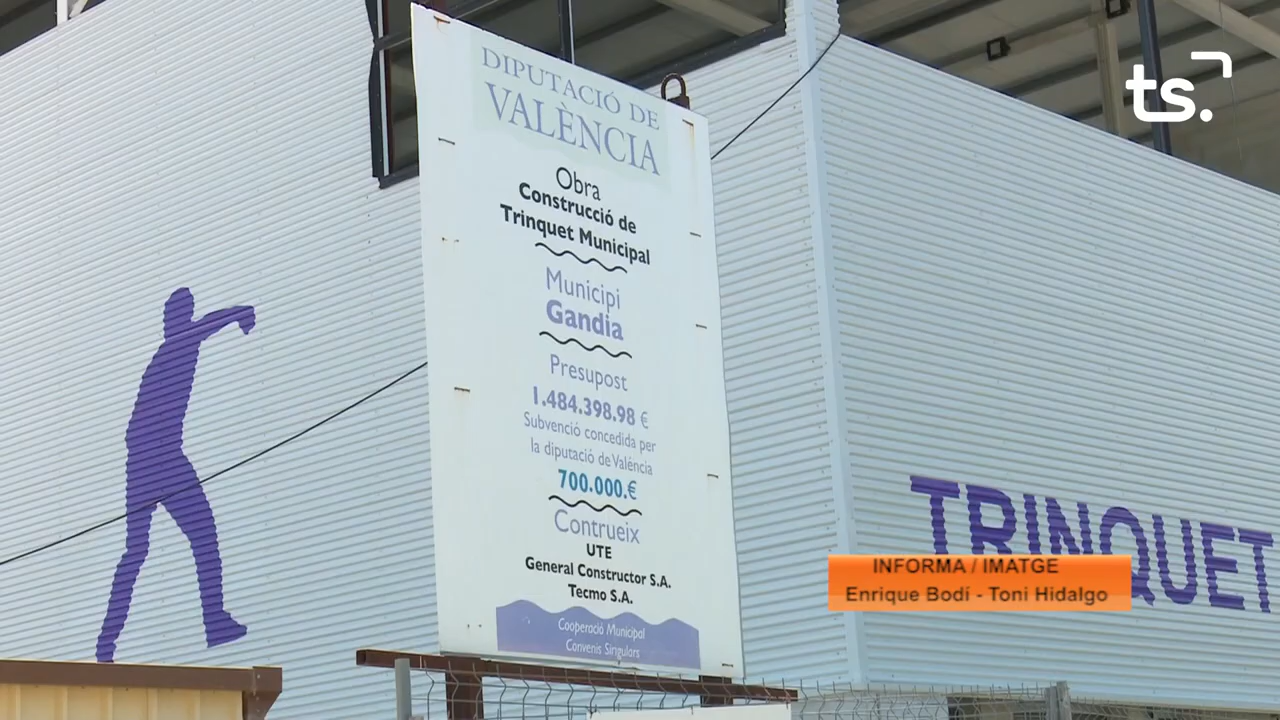 DIPUTACIÓ DE
VALÈNCIA
Obra
Construcció de
Trinquet Municipal
Municipi
Gandia
Presupost
1.484.398.98 €
Subvenció concedida per
la diputació de València
700.000.€
Contrueix
UTE
General Constructor S.A.
Tecmo S.A.
Cooperació Municipal
Convenis Singulars
ts.
TRINQUET
INFORMA / IMATGE
Enrique Bodí - Toni Hidalgo